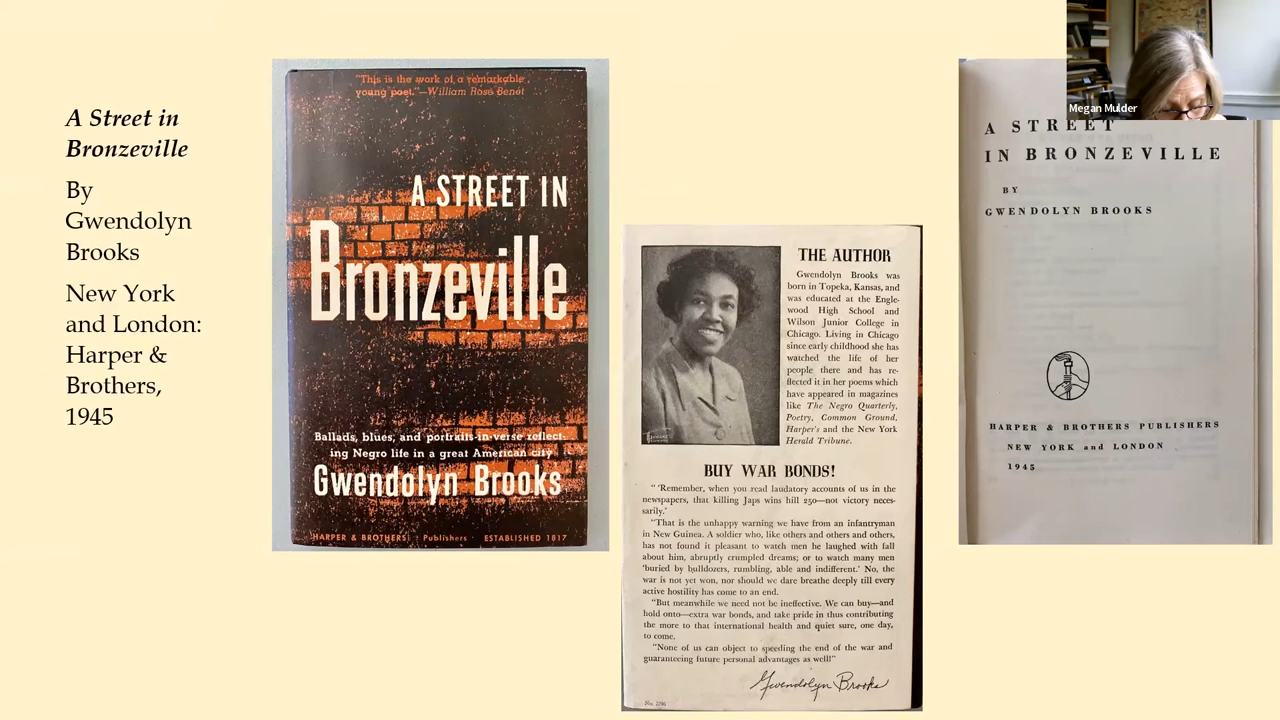 A Street in
Bronzeville
By
Gwendolyn
Brooks
New York
and London:
Harper &
Brothers,
1945
"This is the work of a remarkable
young poet."—William Rose Benét
A STREET IN
Bronzeville
Ballads, blues, and portraits-in-verse reflect-
ing Negro life in a great American city
Gwendolyn Brooks
HARPER & BROTHERS Publishers ESTABLISHED 1817
THE AUTHOR
Gwendolyn Brooks was
born in Topeka, Kansas, and
was educated at the Engle-
wood High School and
Wilson Junior College in
Chicago. Living in Chicago
since early childhood she has
watched the life of her
people there and has re-
flected it in her poems which
have appeared in magazines
like The Negro Quarterly,
Poetry, Common Ground,
Harper's and the New York
Herald Tribune.
BUY WAR BONDS!
"'Remember, when you read laudatory accounts of us in the
newspapers, that killing Japs wins hill 250—not victory neces-
sarily.'
"That is the unhappy warning we have from an infantryman
in New Guinea. A soldier who, like others and others and others,
has not found it pleasant to watch men he laughed with fall
about him, abruptly crumpled dreams; or to watch many men
'buried by bulldozers, rumbling, able and indifferent.' No, the
war is not yet won, nor should we dare breathe deeply till every
active hostility has come to an end.
"But meanwhile we need not be ineffective. We can buy—and
hold onto—extra war bonds, and take pride in thus contributing
the more to that international health and quiet sure, one day,
to come.
"None of us can object to speeding the end of the war and
guaranteeing future personal advantages as well!"
Gwendolyn Brooks
No. 2296
Megan Mulder
A STREET
IN BRONZEVILLE
BY
GWENDOLYN BROOKS
HARPER & BROTHERS PUBLISHERS
NEW YORK and LONDON
1945